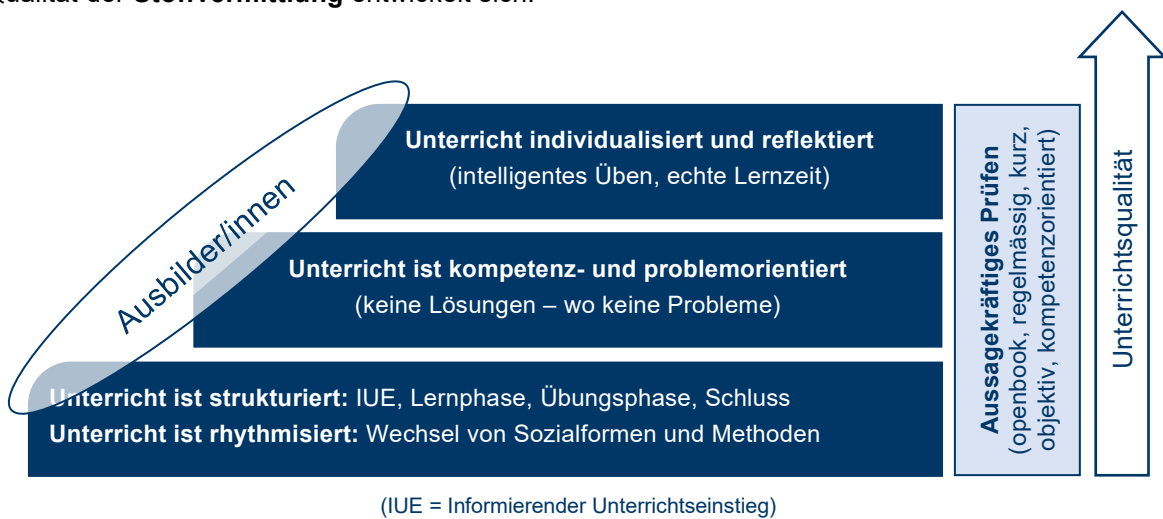 der Stoffvermittlung entwickelt sich:
Unterricht individualisiert und reflektiert
(intelligentes Üben, echte Lernzeit)
Ausbilder/innen
Unterricht ist kompetenz- und problemorientiert
(keine Lösungen – wo keine Probleme)
Unterricht ist strukturiert: IUE, Lernphase, Übungsphase, Schluss
Unterricht ist rhythmisiert: Wechsel von Sozialformen und Methoden
Aussagekräftiges Prüfen
(openbook, regelmässig, kurz,
objektiv, kompetenzorientiert)
Unterrichtsqualität
(IUE = Informierender Unterrichtseinstieg)